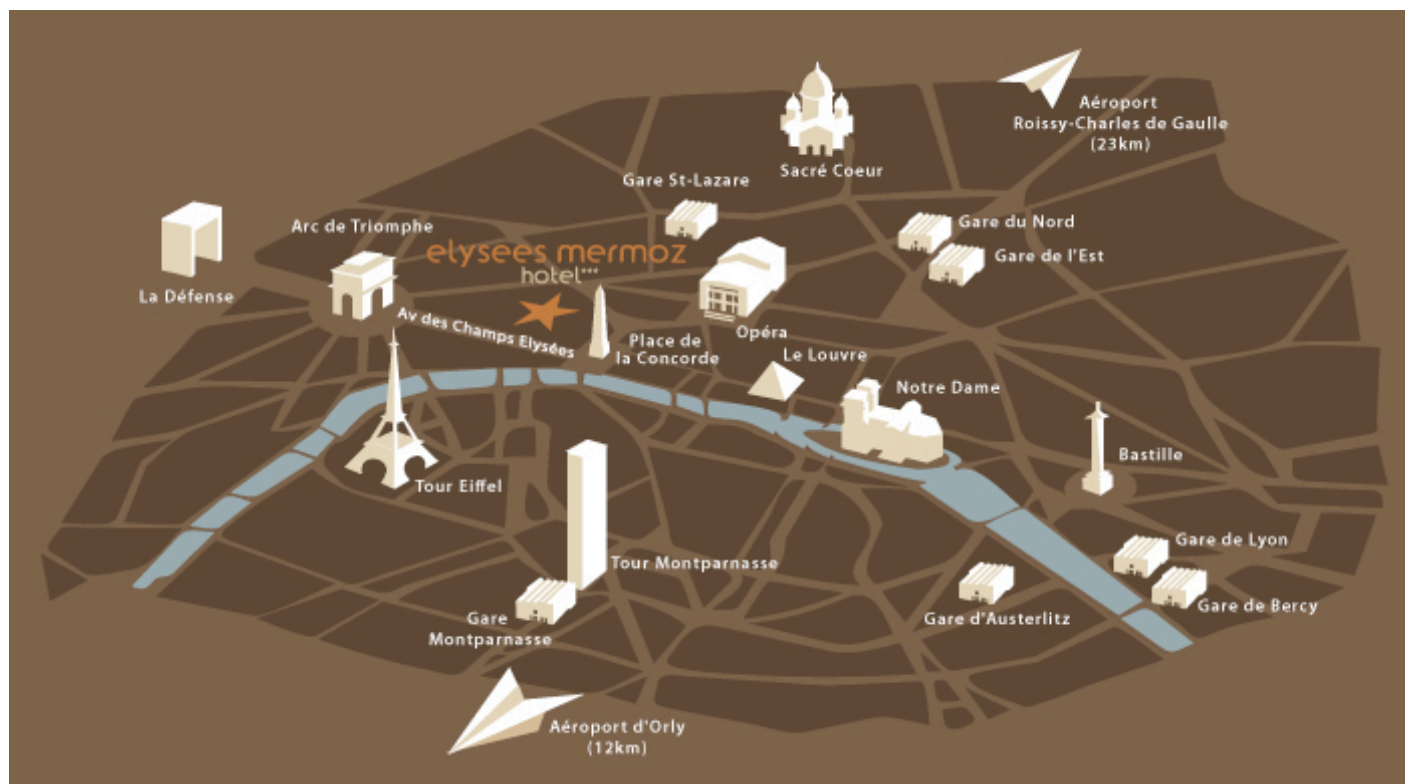 Aéroport
Roissy-Charles de Gaulle
(23km)
Sacré Coeur
Gare St-Lazare
Gare du Nord
Arc de Triomphe
elysees mermoz
hotel***
Gare de l'Est
La Défense
Av des Champs Elysées
Place de
la Concorde
Opéra
Le Louvre
Notre Dame
Bastille
Tour Eiffel
Gare de Lyon
Tour Montparnasse
Gare de Bercy
Gare
Montparnasse
Gare d'Austerlitz
Aéroport d'Orly
(12km)